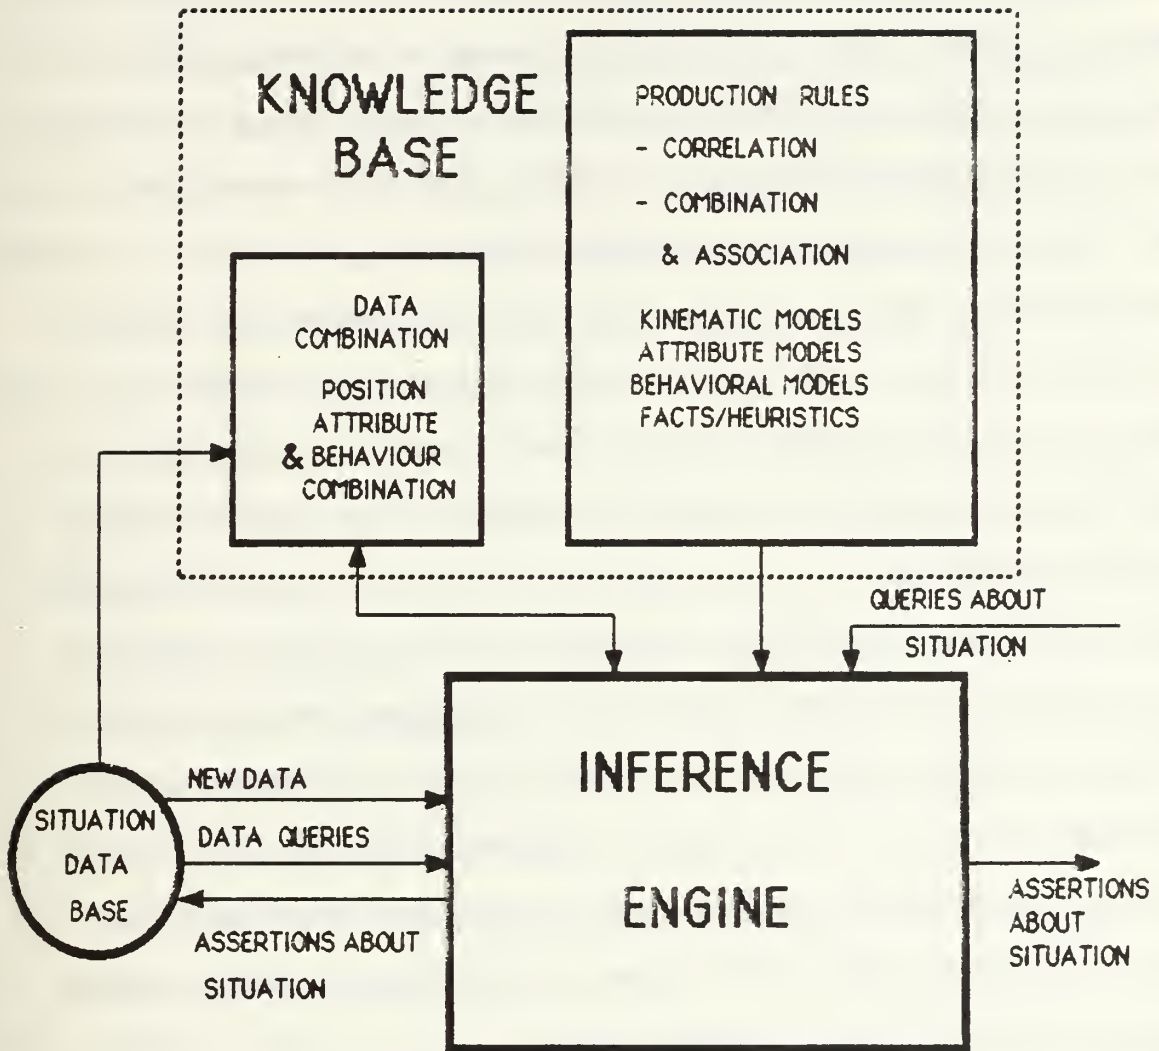 KNOWLEDGE
BASE
PRODUCTION RULES
- CORRELATION
- COMBINATION
& ASSOCIATION
KINEMATIC MODELS
ATTRIBUTE MODELS
BEHAVIORAL MODELS
FACTS/HEURISTICS
DATA
COMBINATION
POSITION
ATTRIBUTE
& BEHAVIOUR
COMBINATION
QUERIES ABOUT
SITUATION
INFERENCE
ENGINE
SITUATION
DATA
BASE
NEW DATA
DATA QUERIES
ASSERTIONS ABOUT
SITUATION
ASSERTIONS
ABOUT
SITUATION